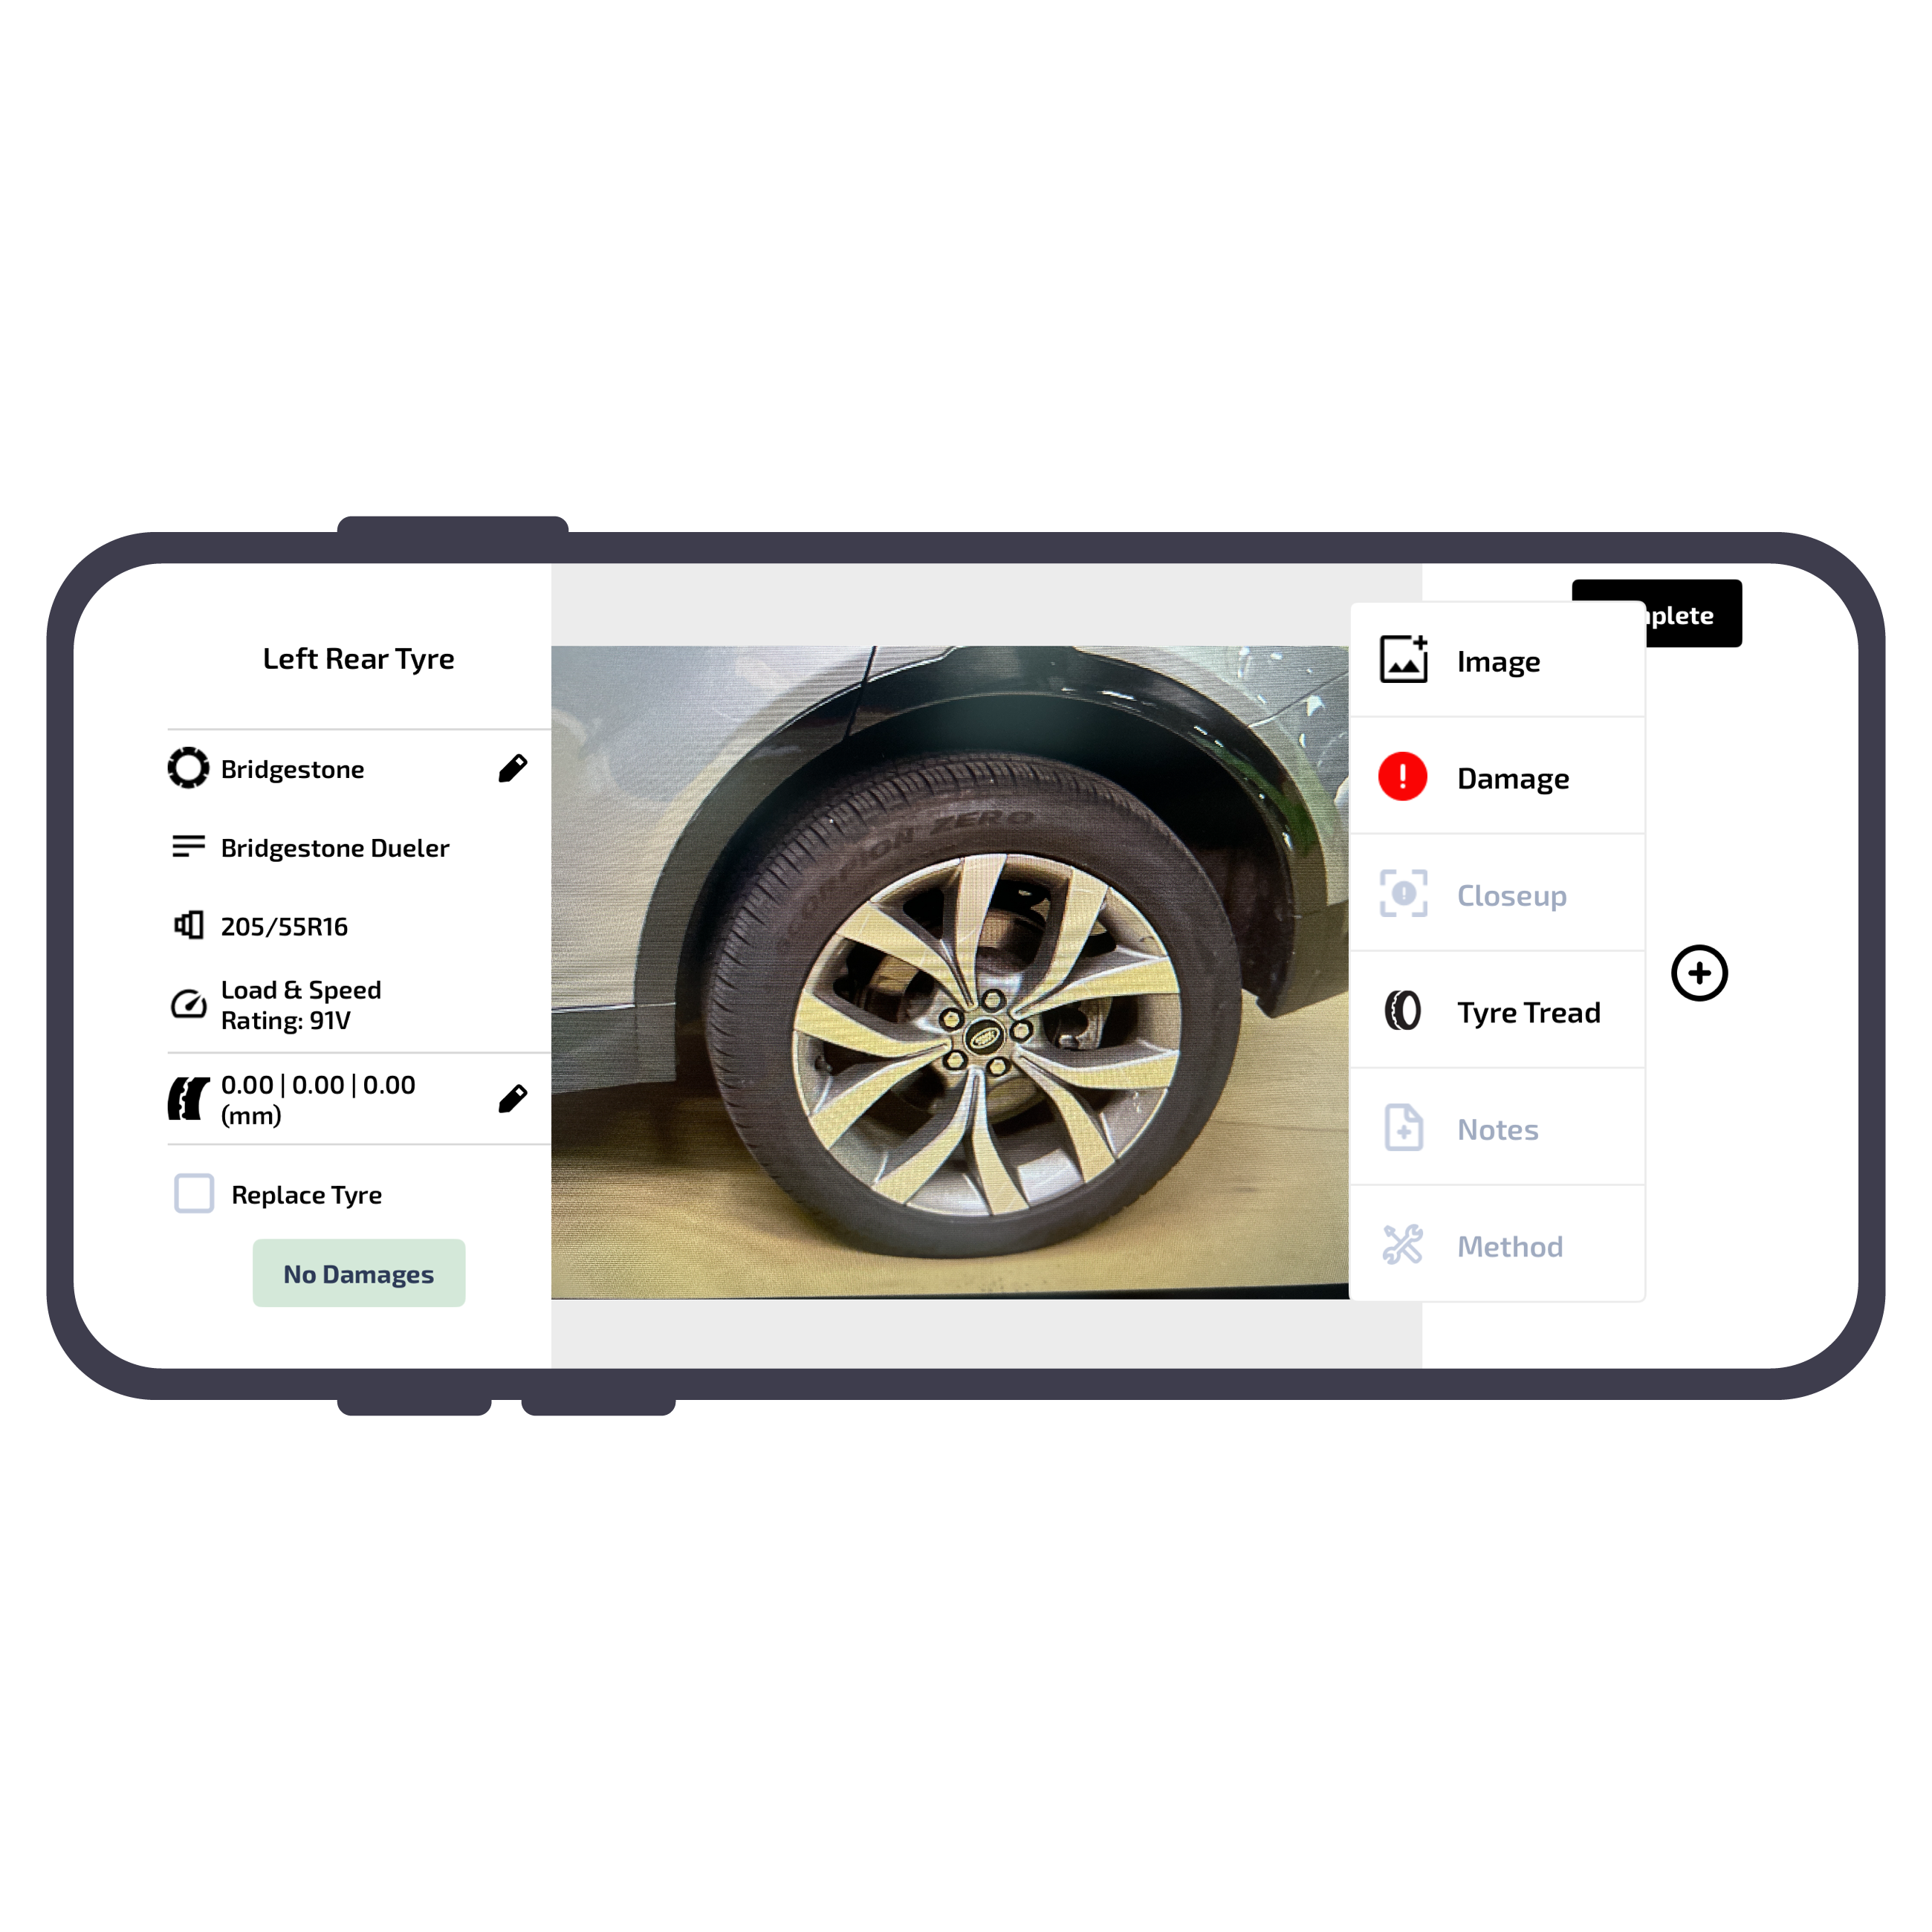 Left Rear Tyre
Bridgestone
Bridgestone Dueler
205/55R16
Load & Speed
Rating: 91V
0.00 | 0.00 | 0.00
(mm)
Replace Tyre
No Damages
ZERO
Image
Damage
Closeup
Tyre Tread
Notes
Method